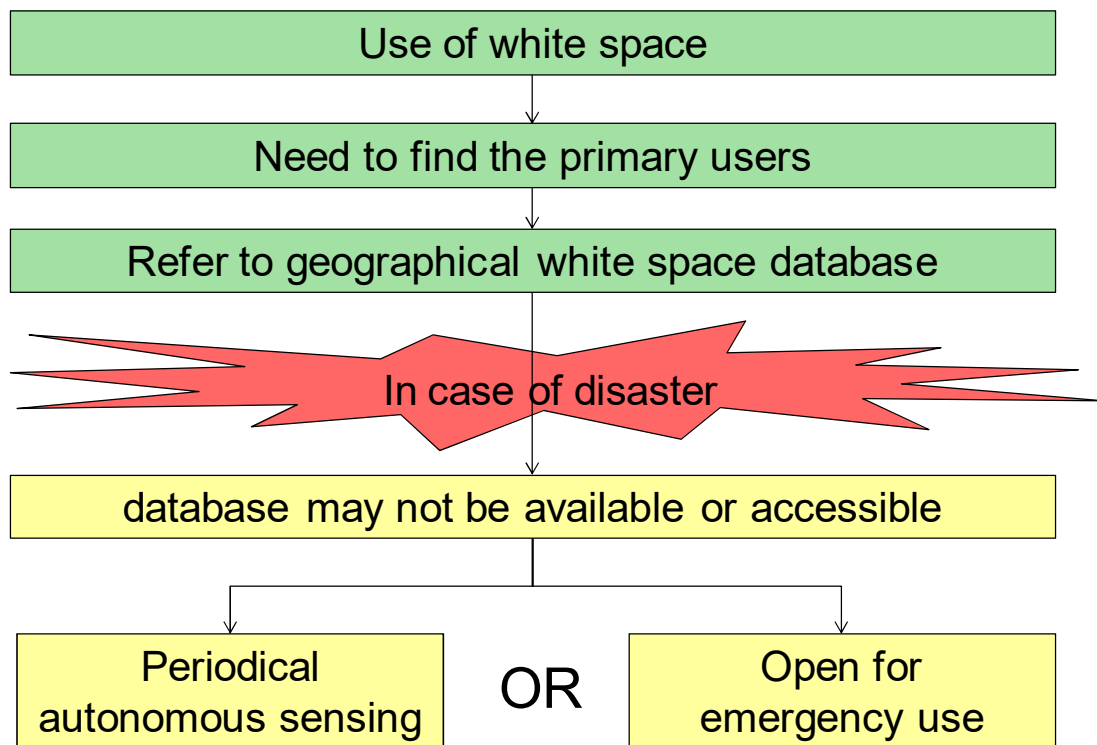 Use of white space
Need to find the primary users
Refer to geographical white space database
In case of disaster
database may not be available or accessible
Periodical
autonomous sensing
OR
Open for
emergency use